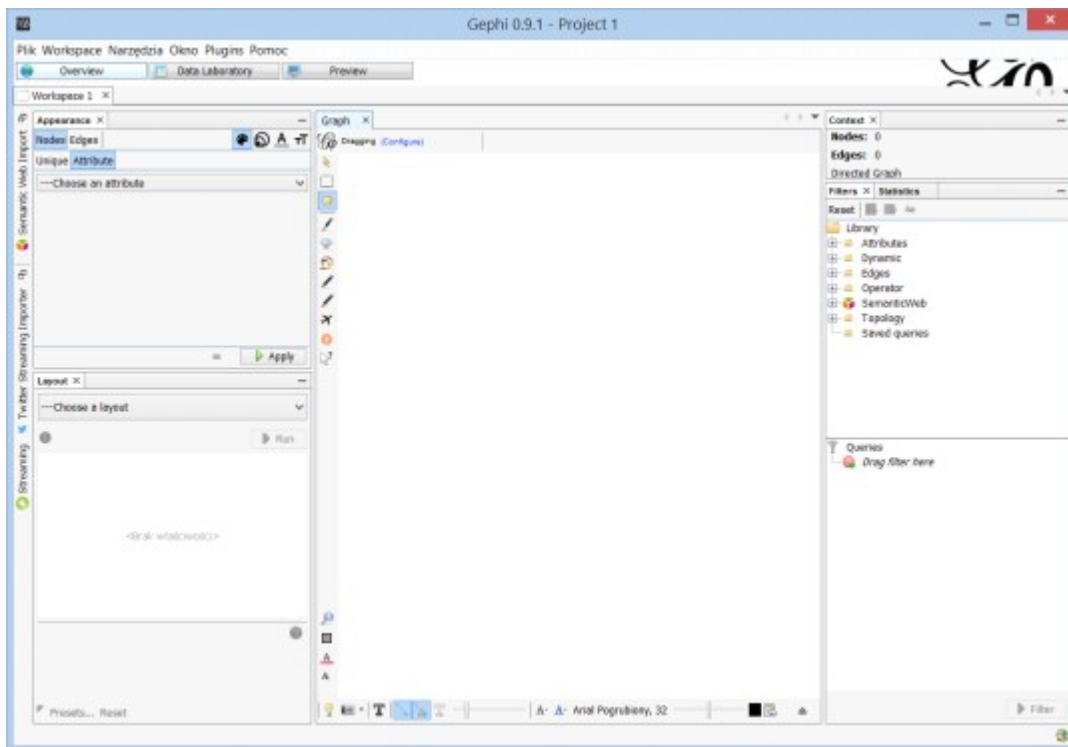 Gephi 0.9.1 - Project 1
Plik Workspace Narzędzia Okno Plugins Pomoc
Overview Data Laboratory Preview
Workspace 1
Semantic Web Import
Twitter Streaming Importer
Streaming
Appearance
Nodes Edges
Unique Attribute
---Choose an attribute
Apply
Layout
---Choose a layout
Run
<Brak właściwości>
Presets... Reset
Graph
Dragging (Configure)
A- A- Arial Pogrubiony, 32
Context
Nodes: 0
Edges: 0
Directed Graph
Filters Statistics
Reset
Library
Attributes
Dynamic
Edges
Operator
SemanticWeb
Topology
Saved queries
Queries
Drag filter here
Filter